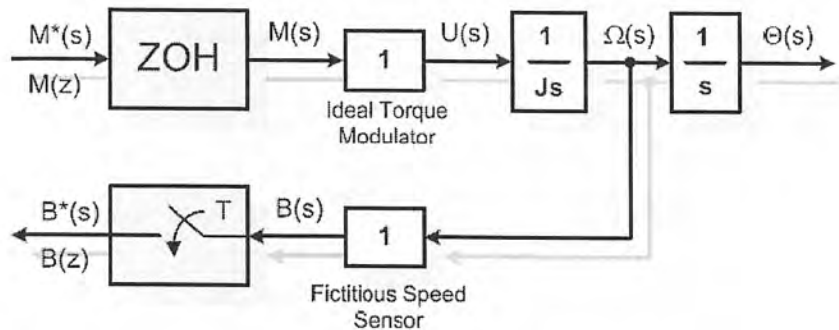 M*(s)
M(z)
ZOH
M(s)
1
Ideal Torque
Modulator
U(s)
1
Js
Ω(s)
1
s
Θ(s)
B*(s)
B(z)
T
B(s)
1
Fictitious Speed
Sensor